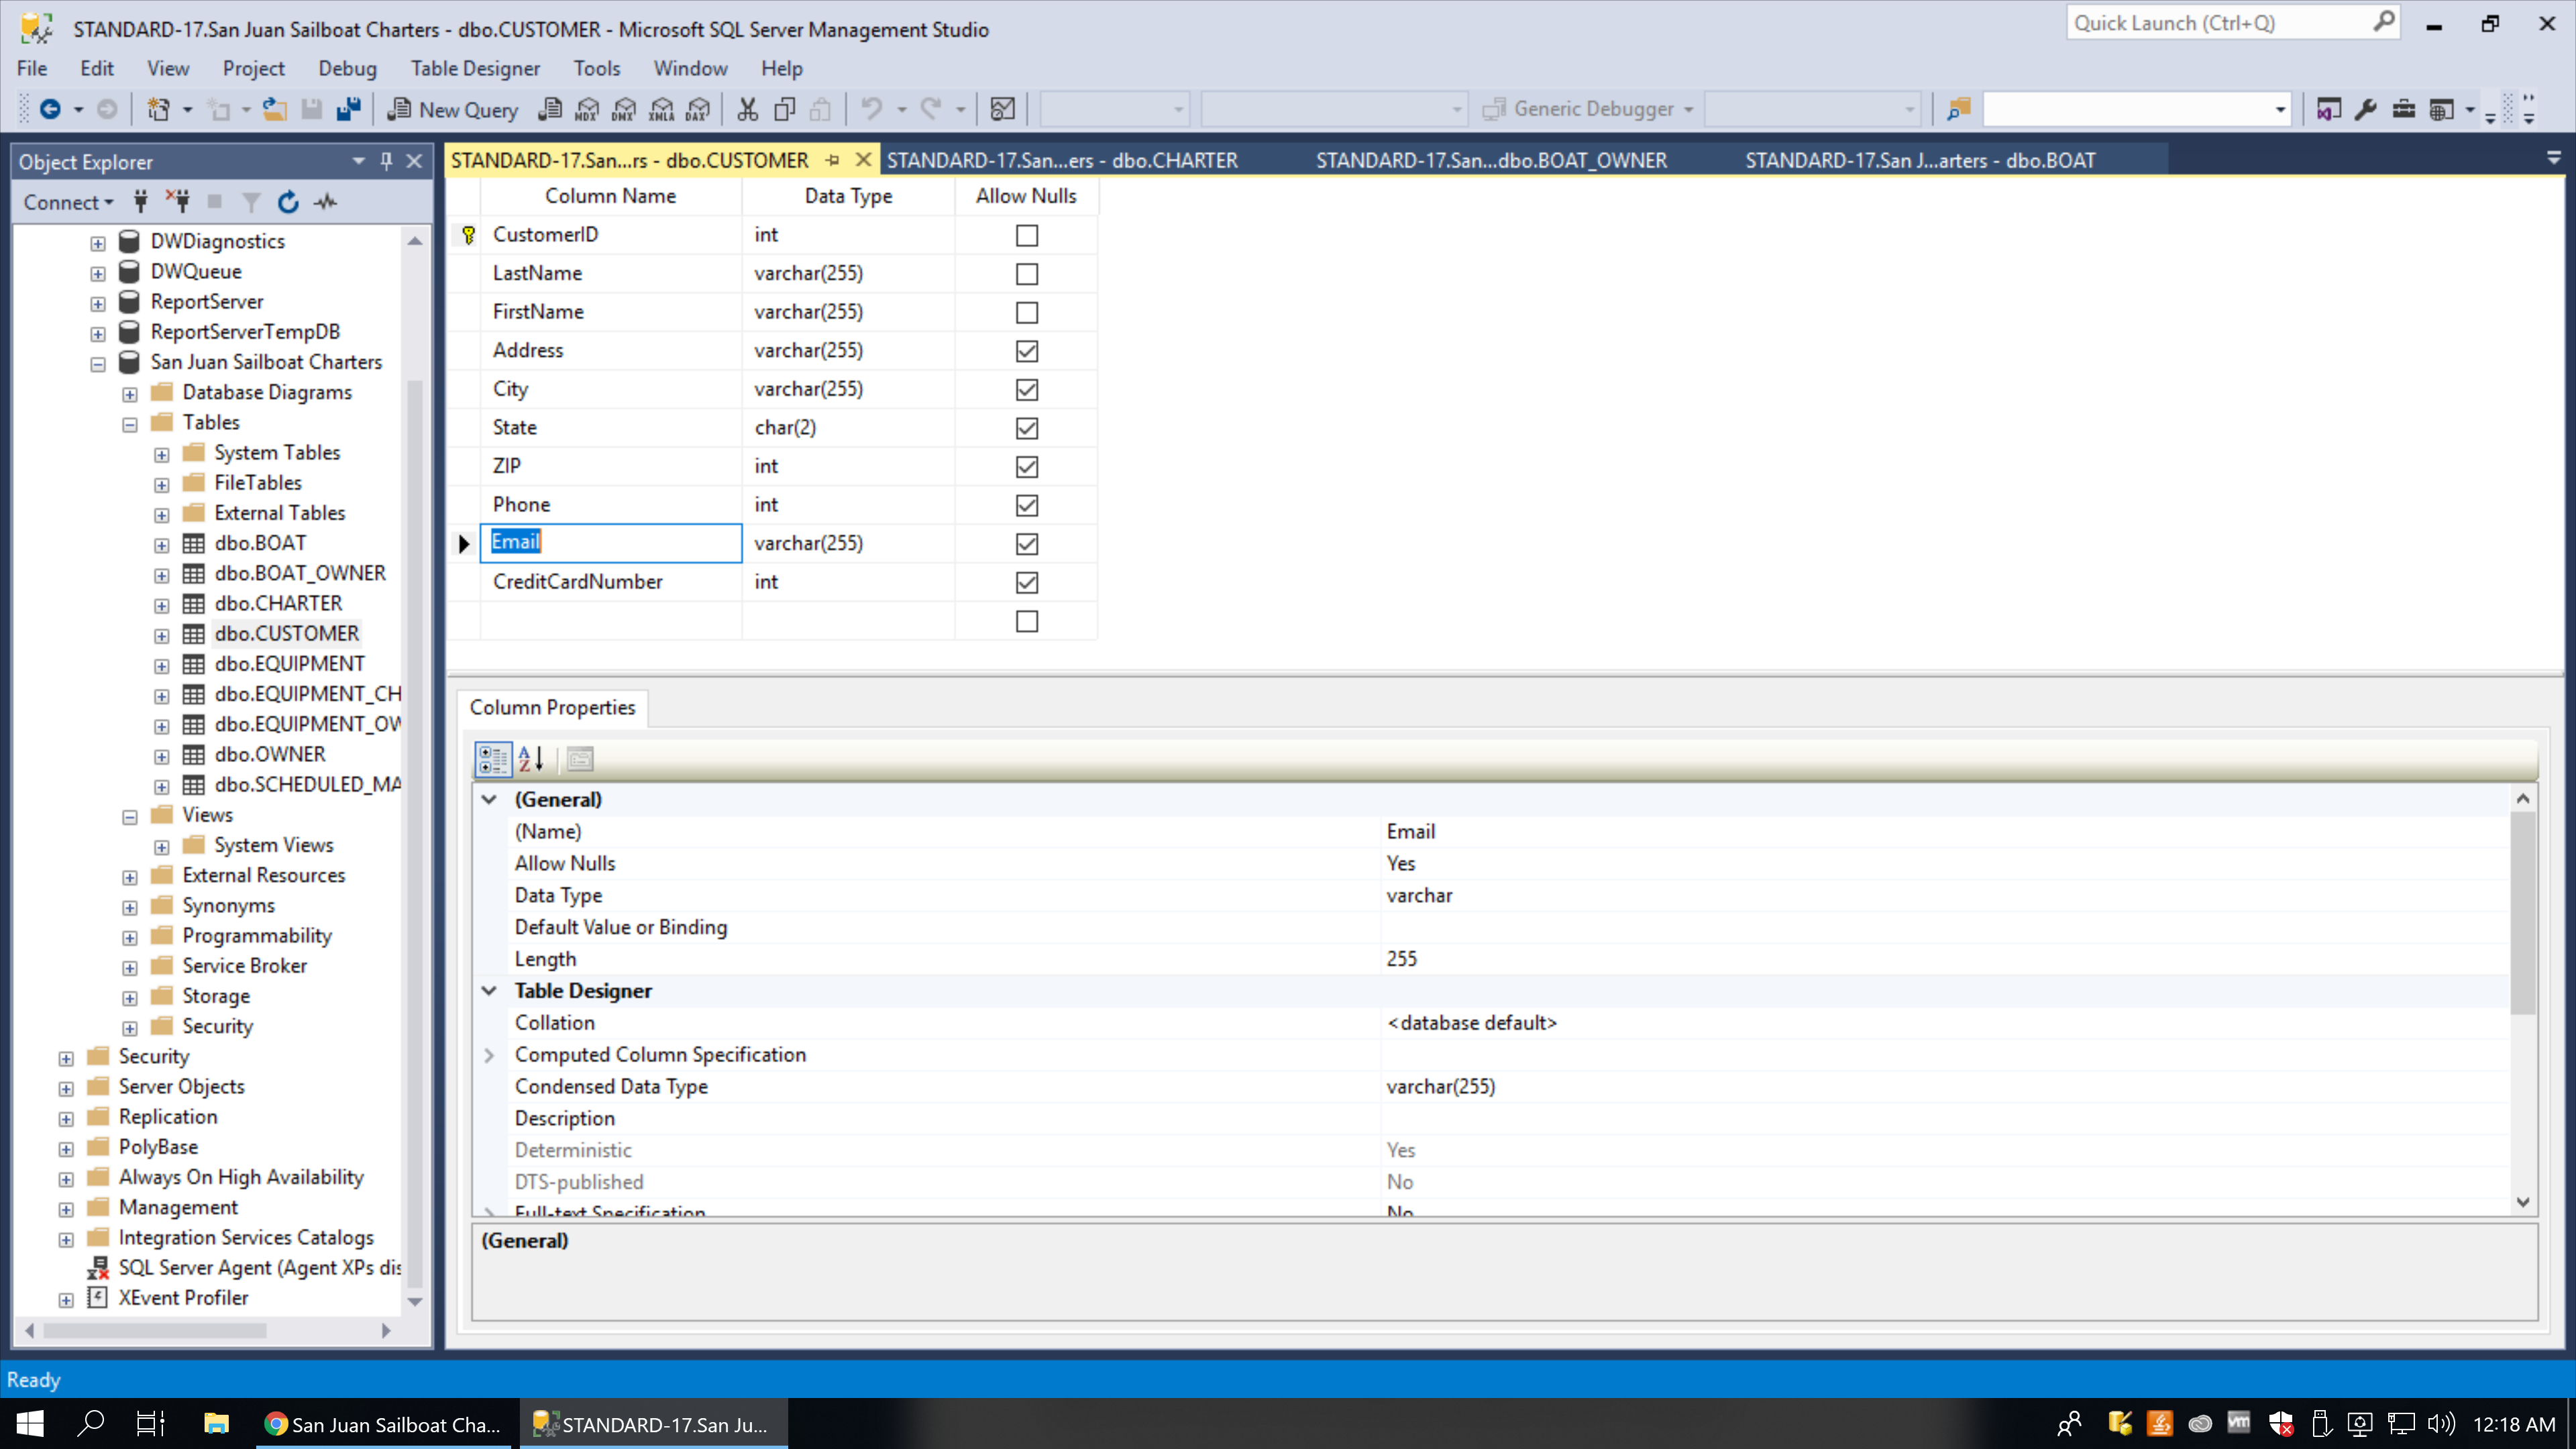 STANDARD-17.San Juan Sailboat Charters - dbo.CUSTOMER - Microsoft SQL Server Management Studio
Quick Launch (Ctrl+Q)
File Edit View Project Debug Table Designer Tools Window Help
New Query MDX DMX XMLA DAX Generic Debugger
Object Explorer
Connect
DWDiagnostics
DWQueue
ReportServer
ReportServerTempDB
San Juan Sailboat Charters
Database Diagrams
Tables
System Tables
FileTables
External Tables
dbo.BOAT
dbo.BOAT_OWNER
dbo.CHARTER
dbo.CUSTOMER
dbo.EQUIPMENT
dbo.EQUIPMENT_CH
dbo.EQUIPMENT_OW
dbo.OWNER
dbo.SCHEDULED_MA
Views
System Views
External Resources
Synonyms
Programmability
Service Broker
Storage
Security
Security
Server Objects
Replication
PolyBase
Always On High Availability
Management
Integration Services Catalogs
SQL Server Agent (Agent XPs dis
XEvent Profiler
STANDARD-17.San...rs - dbo.CUSTOMER STANDARD-17.San...ers - dbo.CHARTER STANDARD-17.San...dbo.BOAT_OWNER STANDARD-17.San J...arters - dbo.BOAT
Column Name Data Type Allow Nulls
CustomerID int
LastName varchar(255)
FirstName varchar(255)
Address varchar(255)
City varchar(255)
State char(2)
ZIP int
Phone int
Email varchar(255)
CreditCardNumber int
Column Properties
(General)
(Name) Email
Allow Nulls Yes
Data Type varchar
Default Value or Binding
Length 255
Table Designer
Collation <database default>
Computed Column Specification
Condensed Data Type varchar(255)
Description
Deterministic Yes
DTS-published No
Full-text Specification No
(General)
Ready
San Juan Sailboat Cha... STANDARD-17.San Ju... 12:18 AM